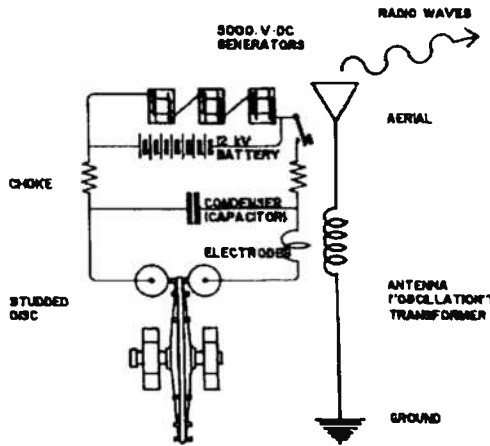 RADIO WAVES
5000.V-DC
GENERATORS
AERIAL
12 kV
BATTERY
CHOKE
CONDENSER
(CAPACITOR)
ELECTRODES
STUDDED
DISC
ANTENNA
("OSCILLATION")
TRANSFORMER
GROUND